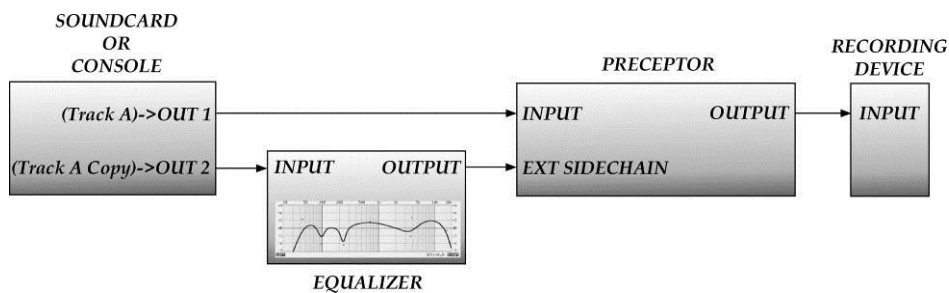 SOUNDCARD
OR
CONSOLE
(Track A)->OUT 1
(Track A Copy)->OUT 2
INPUT OUTPUT
EQUALIZER
PRECEPTOR
INPUT OUTPUT
EXT SIDECHAIN
RECORDING
DEVICE
INPUT